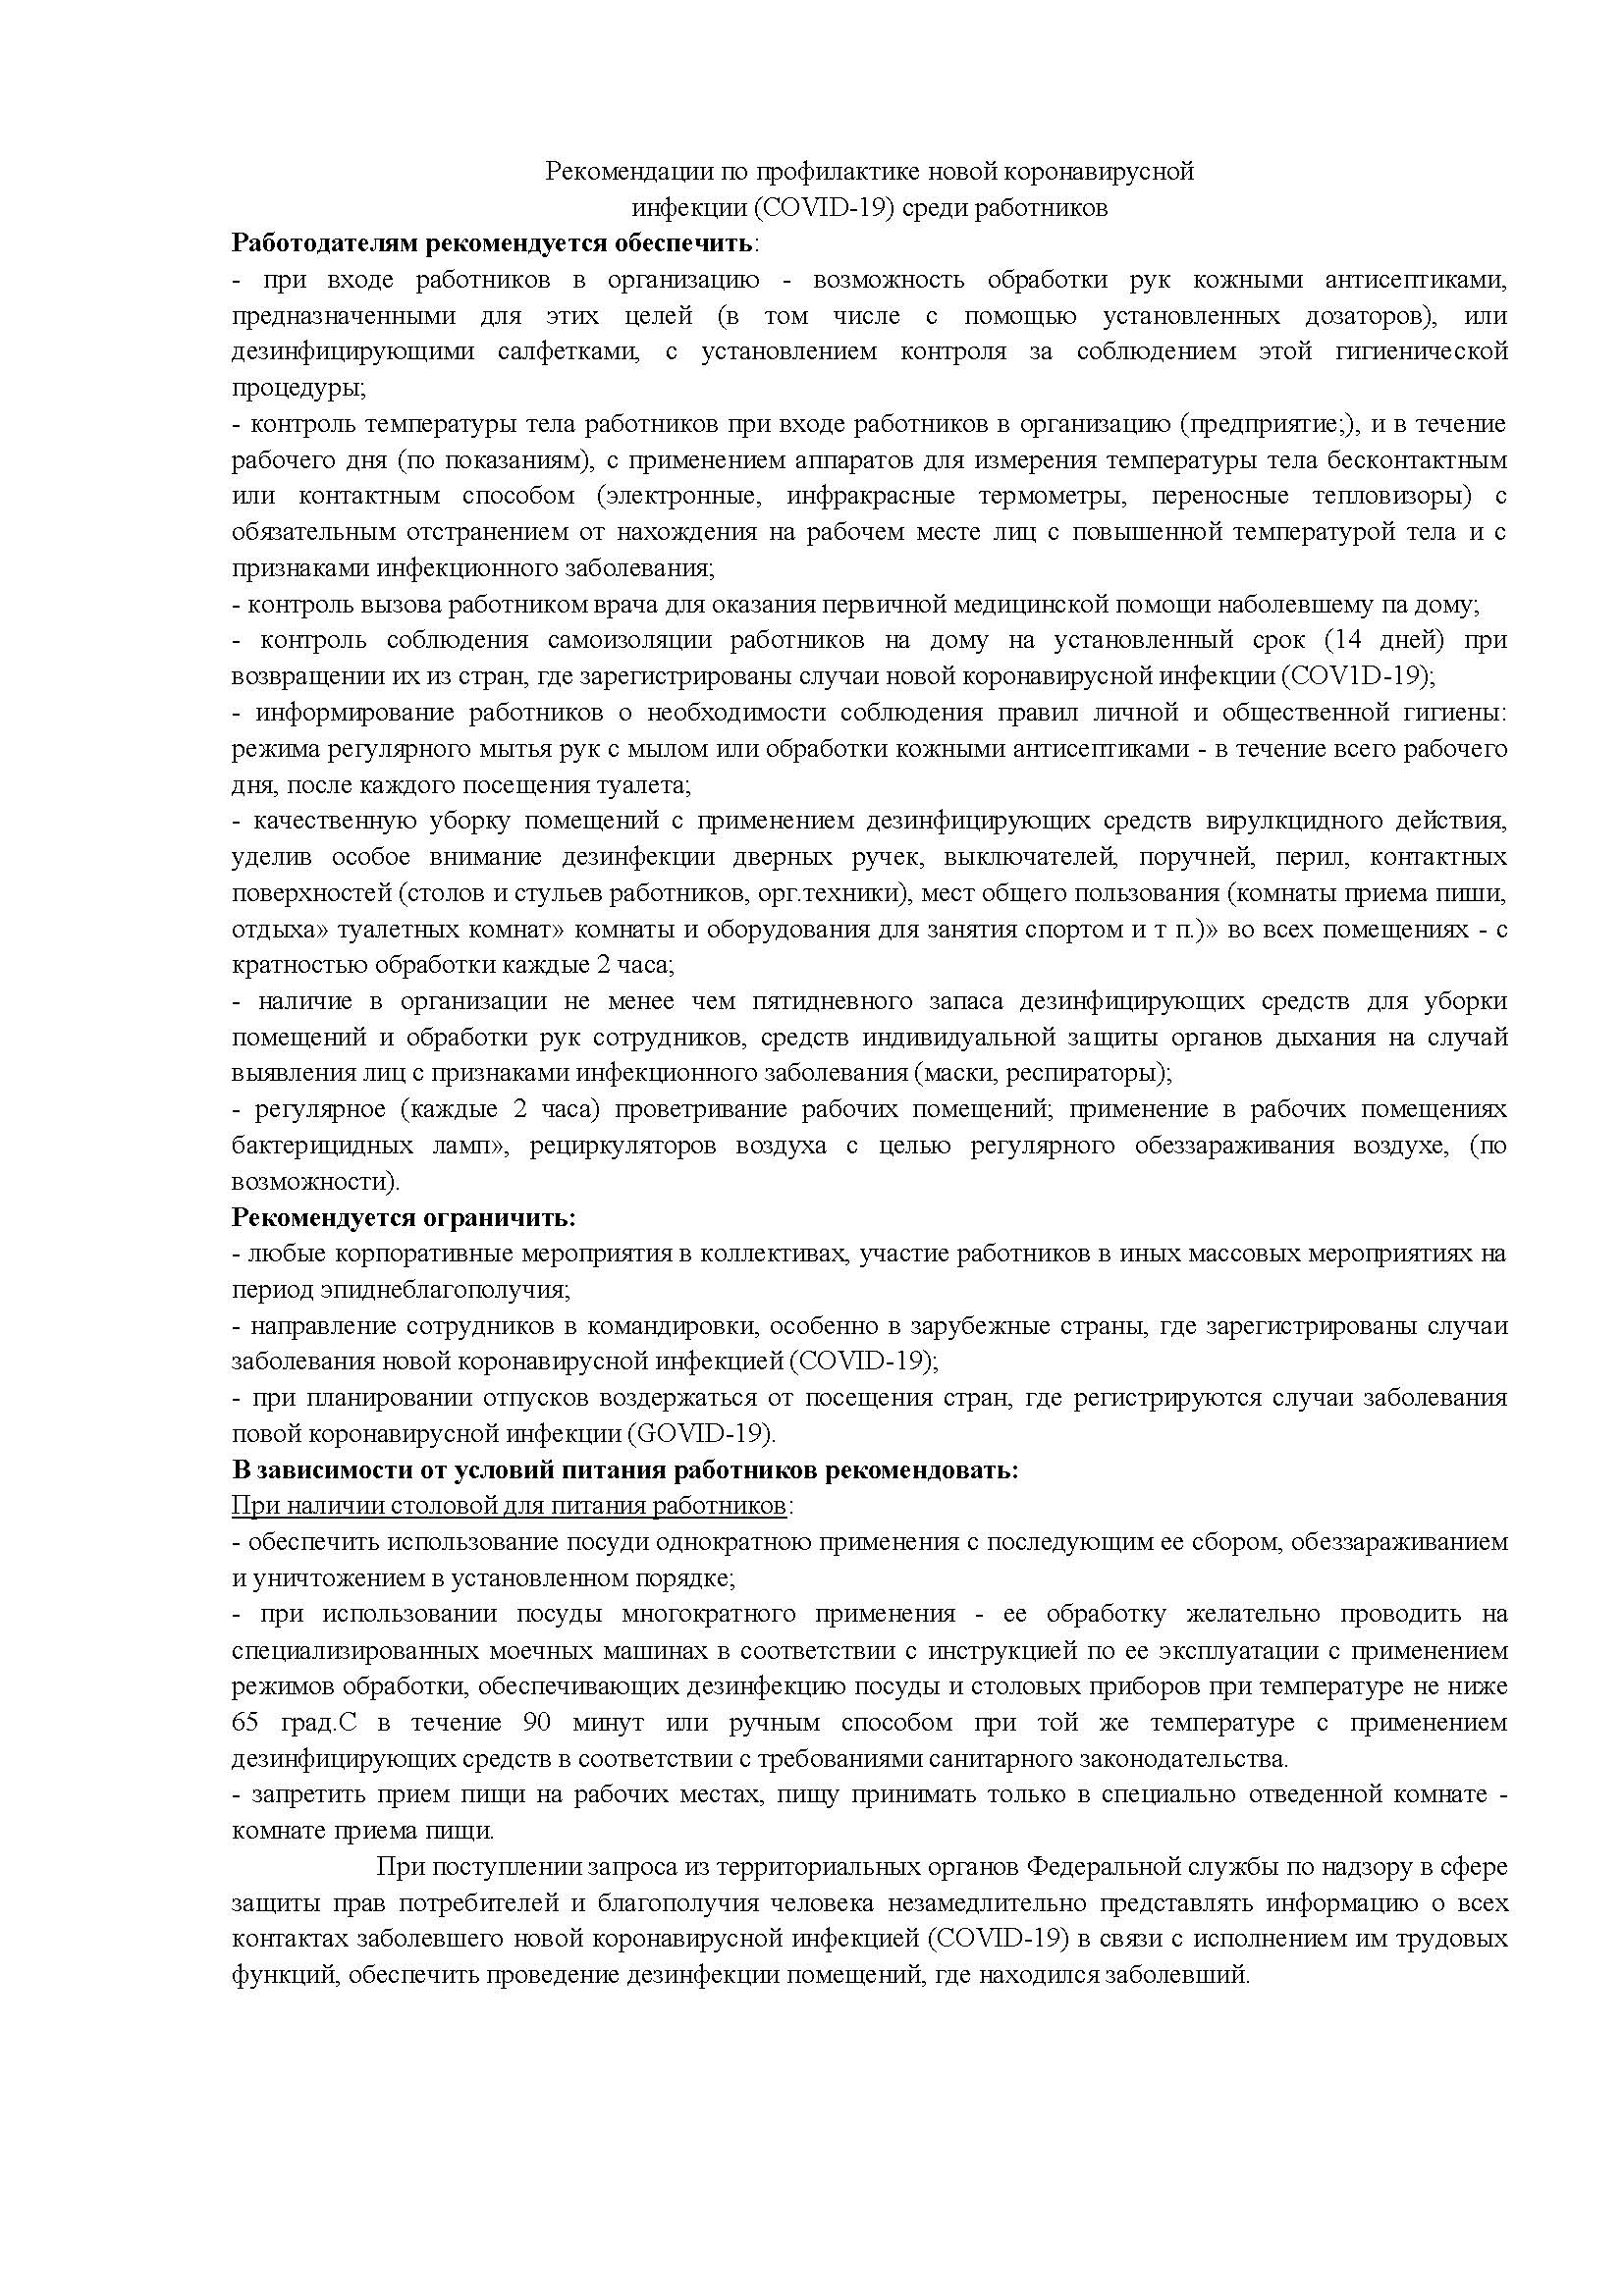 Рекомендации по профилактике новой коронавирусной
инфекции (COVID-19) среди работников
Работодателям рекомендуется обеспечить:
- при входе работников в организацию - возможность обработки рук кожными антисептиками,
предназначенными для этих целей (в том числе с помощью установленных дозаторов), или
дезинфицирующими салфетками, с установлением контроля за соблюдением этой гигиенической
процедуры;
- контроль температуры тела работников при входе работников в организацию (предприятие;), и в течение
рабочего дня (по показаниям), с применением аппаратов для измерения температуры тела бесконтактным
или контактным способом (электронные, инфракрасные термометры, переносные тепловизоры) с
обязательным отстранением от нахождения на рабочем месте лиц с повышенной температурой тела и с
признаками инфекционного заболевания;
- контроль вызова работником врача для оказания первичной медицинской помощи наболевшему па дому;
- контроль соблюдения самоизоляции работников на дому на установленный срок (14 дней) при
возвращении их из стран, где зарегистрированы случаи новой коронавирусной инфекции (COV1D-19);
- информирование работников о необходимости соблюдения правил личной и общественной гигиены:
режима регулярного мытья рук с мылом или обработки кожными антисептиками - в течение всего рабочего
дня, после каждого посещения туалета;
- качественную уборку помещений с применением дезинфицирующих средств вирулкцидного действия,
уделив особое внимание дезинфекции дверных ручек, выключателей, поручней, перил, контактных
поверхностей (столов и стульев работников, орг.техники), мест общего пользования (комнаты приема пиши,
отдыха» туалетных комнат» комнаты и оборудования для занятия спортом и т п.)» во всех помещениях - с
кратностью обработки каждые 2 часа;
- наличие в организации не менее чем пятидневного запаса дезинфицирующих средств для уборки
помещений и обработки рук сотрудников, средств индивидуальной защиты органов дыхания на случай
выявления лиц с признаками инфекционного заболевания (маски, респираторы);
- регулярное (каждые 2 часа) проветривание рабочих помещений; применение в рабочих помещениях
бактерицидных ламп», рециркуляторов воздуха с целью регулярного обеззараживания воздухе, (по
возможности).
Рекомендуется ограничить:
- любые корпоративные мероприятия в коллективах, участие работников в иных массовых мероприятиях на
период эпиднеблагополучия;
- направление сотрудников в командировки, особенно в зарубежные страны, где зарегистрированы случаи
заболевания новой коронавирусной инфекцией (COVID-19);
- при планировании отпусков воздержаться от посещения стран, где регистрируются случаи заболевания
повой коронавирусной инфекции (GOVID-19).
В зависимости от условий питания работников рекомендовать:
При наличии столовой для питания работников:
- обеспечить использование посуди однократною применения с последующим ее сбором, обеззараживанием
и уничтожением в установленном порядке;
- при использовании посуды многократного применения - ее обработку желательно проводить на
специализированных моечных машинах в соответствии с инструкцией по ее эксплуатации с применением
режимов обработки, обеспечивающих дезинфекцию посуды и столовых приборов при температуре не ниже
65 град.С в течение 90 минут или ручным способом при той же температуре с применением
дезинфицирующих средств в соответствии с требованиями санитарного законодательства.
- запретить прием пищи на рабочих местах, пищу принимать только в специально отведенной комнате -
комнате приема пищи.
При поступлении запроса из территориальных органов Федеральной службы по надзору в сфере
защиты прав потребителей и благополучия человека незамедлительно представлять информацию о всех
контактах заболевшего новой коронавирусной инфекцией (COVID-19) в связи с исполнением им трудовых
функций, обеспечить проведение дезинфекции помещений, где находился заболевший.